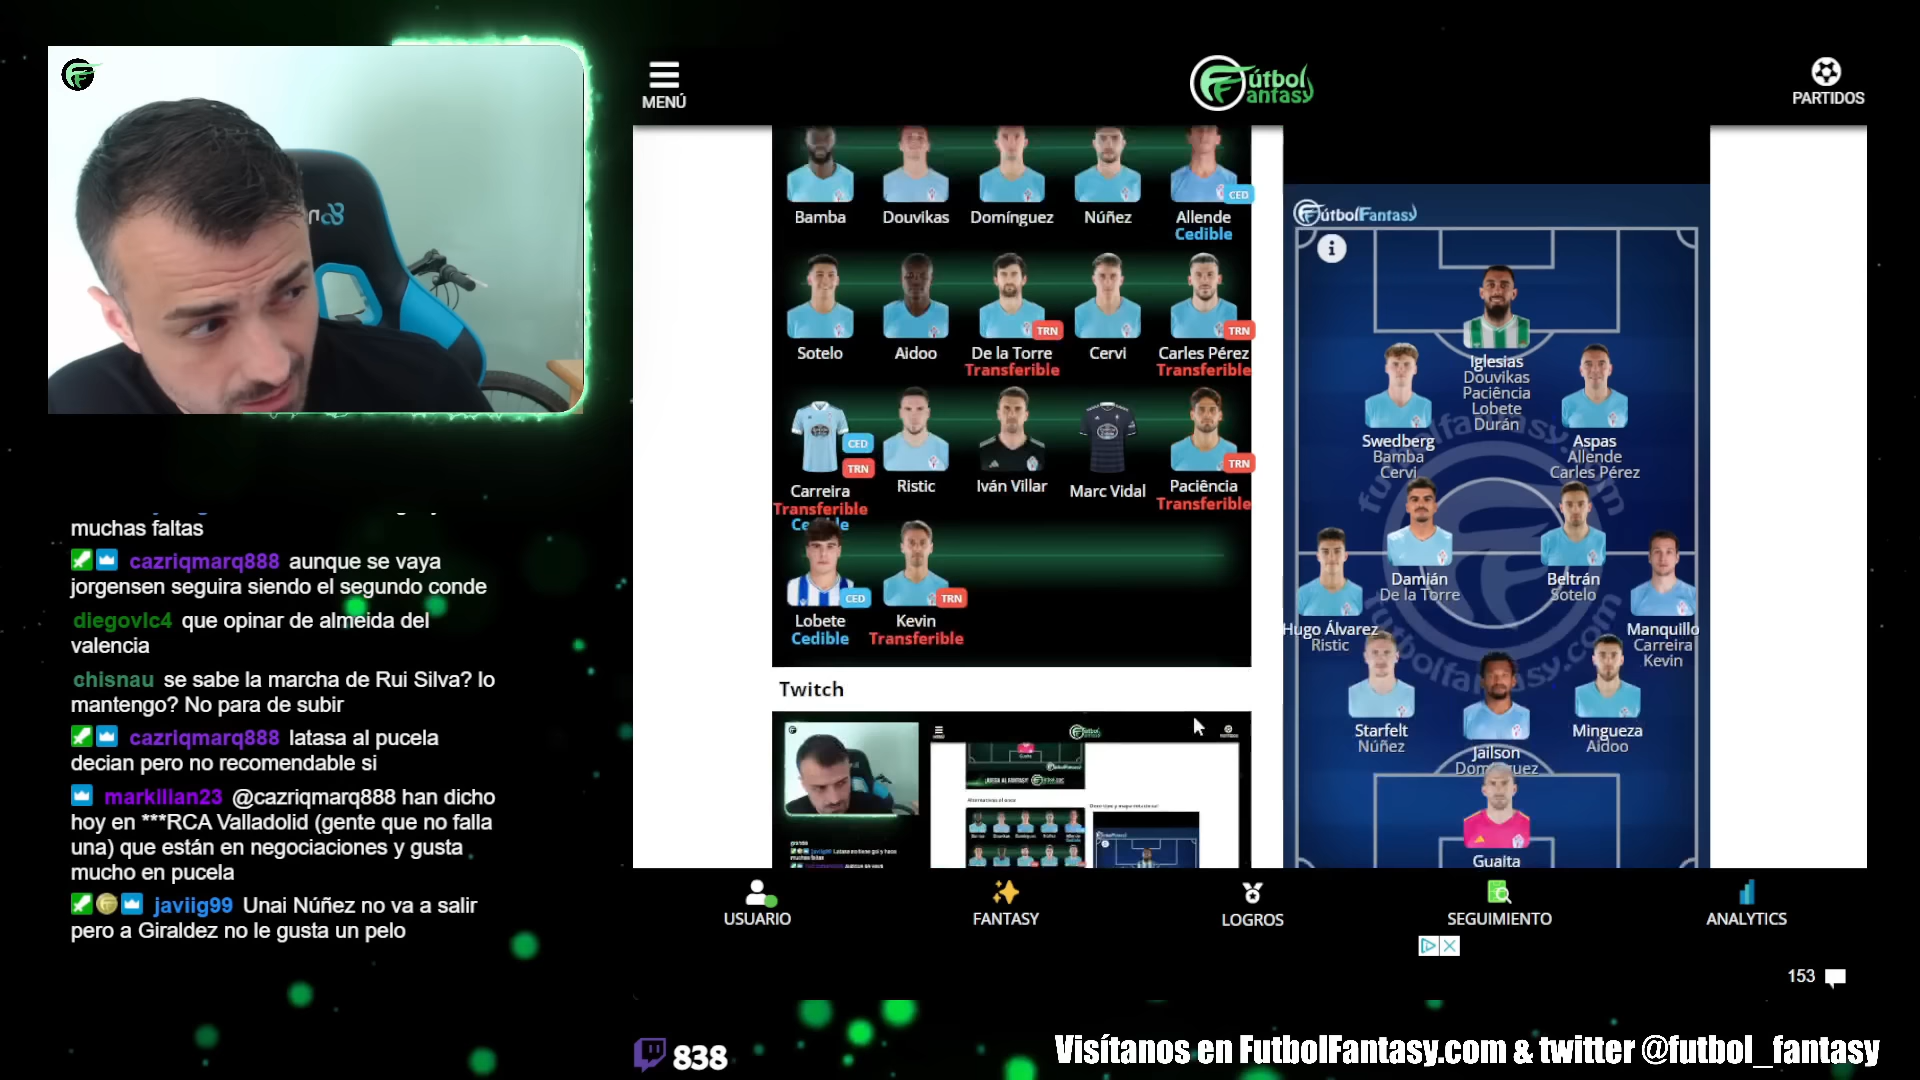 MENÚ
Fútbol
Fantasy
PARTIDOS
Bamba
Douvikas
Domínguez
Núñez
CED
Allende
Cedible
Sotelo
Aidoo
TRN
De la Torre
Transferible
Cervi
TRN
Carles Pérez
Transferible
CED
TRN
Carreira
Transferible
Ristic
Iván Villar
Marc Vidal
TRN
Paciência
Transferible
CED
Lobete
Cedible
TRN
Kevin
Transferible
Twitch
FútbolFantasy
Iglesias
Douvikas
Paciência
Lobete
Durán
Swedberg
Bamba
Cervi
Aspas
Allende
Carles Pérez
Damián
De la Torre
Beltrán
Sotelo
Hugo Álvarez
Ristic
Manquillo
Carreira
Kevin
Starfelt
Núñez
Jailson
Mingueza
Aidoo
Guaita
muchas faltas
cazriqmarq888 aunque se vaya
jorgensen seguira siendo el segundo conde
diegovlc4 que opinar de almeida del
valencia
chisnau se sabe la marcha de Rui Silva? lo
mantengo? No para de subir
cazriqmarq888 latasa al pucela
decian pero no recomendable si
@cazriqmarq888 han dicho
hoy en ***RCA Valladolid (gente que no falla
una) que están en negociaciones y gusta
mucho en pucela
javiig99 Unai Núñez no va a salir
pero a Giraldez no le gusta un pelo
USUARIO
FANTASY
LOGROS
SEGUIMIENTO
ANALYTICS
153
838
Visítanos en FutbolFantasy.com & twitter @futbol_fantasy